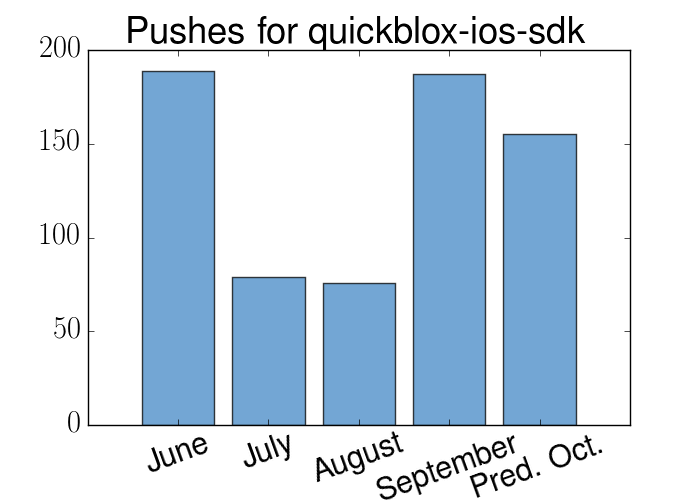 Pushes for quickblox-ios-sdk
200
150
100
50
0
June
July
August
September
Pred. Oct.